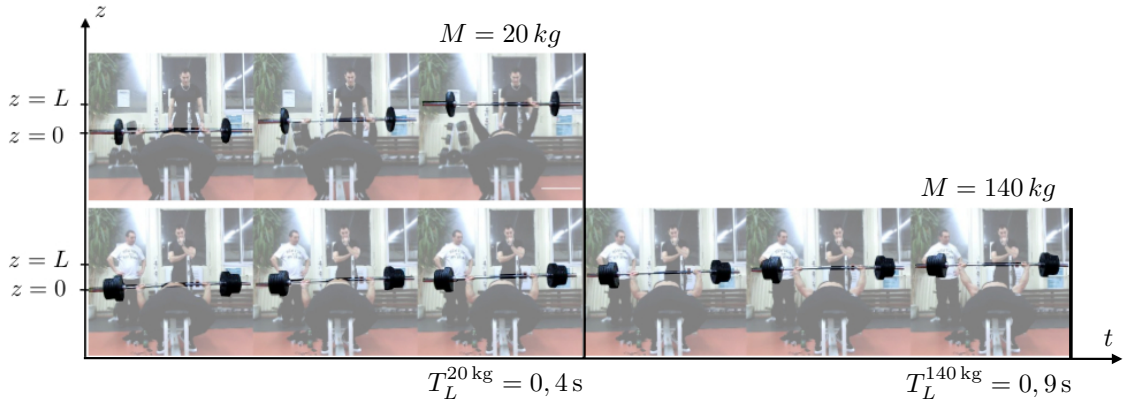 z
M = 20 kg
z = L
z = 0
M = 140 kg
z = L
z = 0
t
T_L^{20 kg} = 0, 4 s
T_L^{140 kg} = 0, 9 s